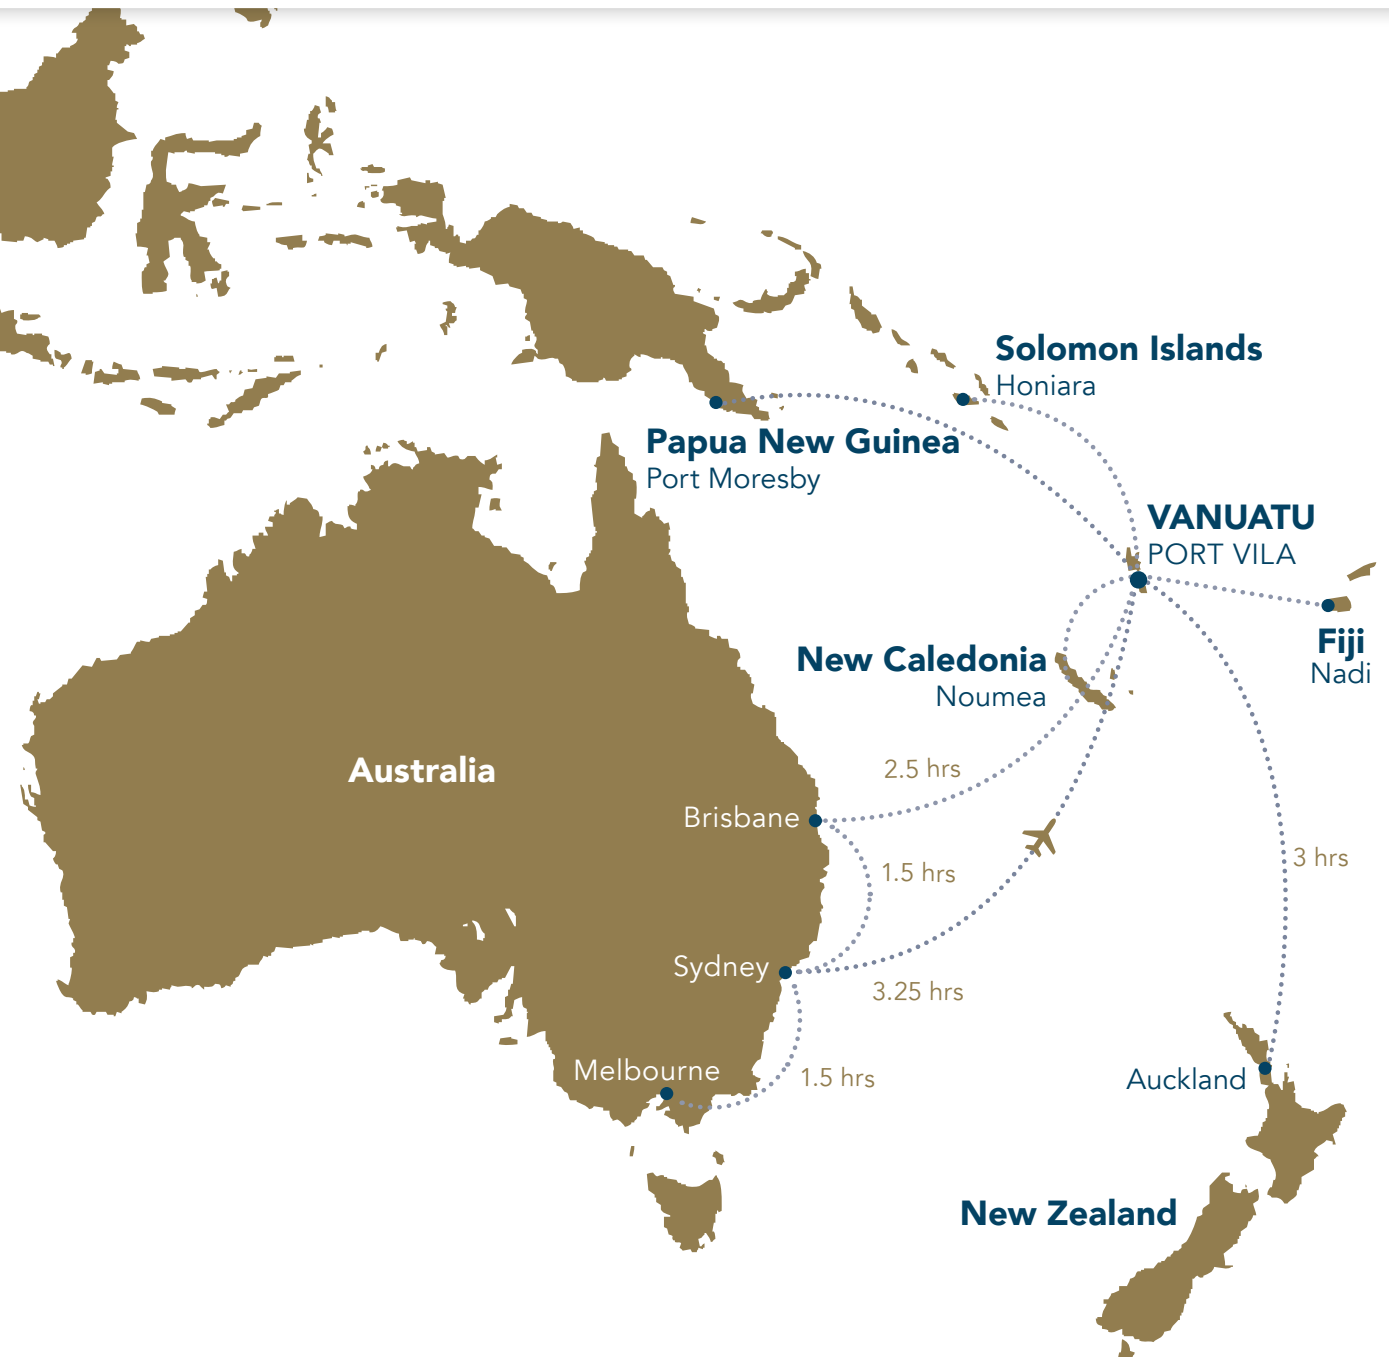 Solomon Islands
Honiara
Papua New Guinea
Port Moresby
VANUATU
PORT VILA
Fiji
Nadi
New Caledonia
Noumea
2.5 hrs
Australia
Brisbane
1.5 hrs
3 hrs
Sydney
3.25 hrs
Melbourne
1.5 hrs
Auckland
New Zealand